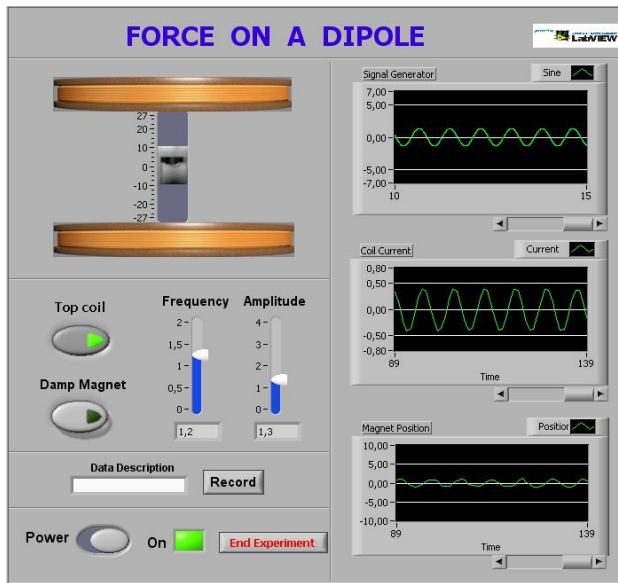 FORCE ON A DIPOLE
LabVIEW
27
20
10
0
-10
-20
-27
Top coil
Damp Magnet
Frequency
2
1,5
1
0,5
0
1,2
Amplitude
4
3
2
1
0
1,3
Data Description
Record
Power
On
End Experiment
Signal Generator
Sine
7,00
5,00
0,00
-5,00
-7,00
10 15
Coil Current
Current
0,80
0,50
0,00
-0,50
-0,80
89 139
Time
Magnet Position
Position
10,00
5,00
0,00
-5,00
-10,00
89 139
Time